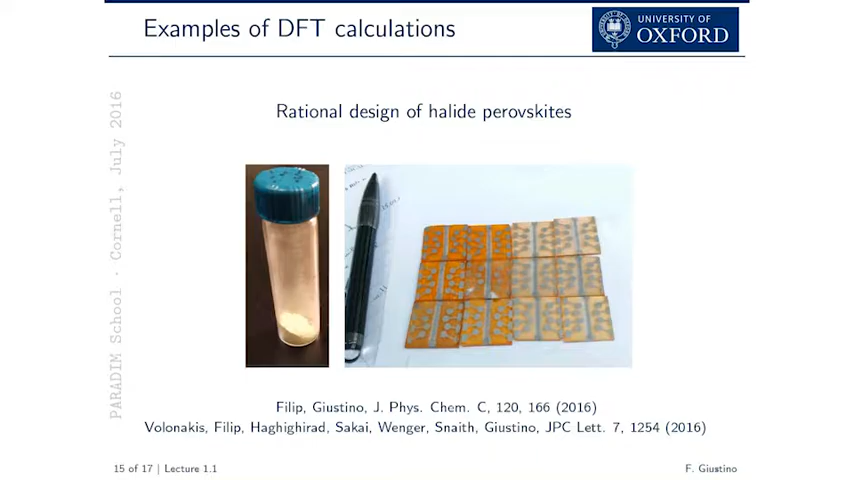 Examples of DFT calculations
UNIVERSITY OF
OXFORD
PARADIM School · Cornell, July 2016
Rational design of halide perovskites
Filip, Giustino, J. Phys. Chem. C, 120, 166 (2016)
Volonakis, Filip, Haghighirad, Sakai, Wenger, Snaith, Giustino, JPC Lett. 7, 1254 (2016)
15 of 17 | Lecture 1.1
F. Giustino